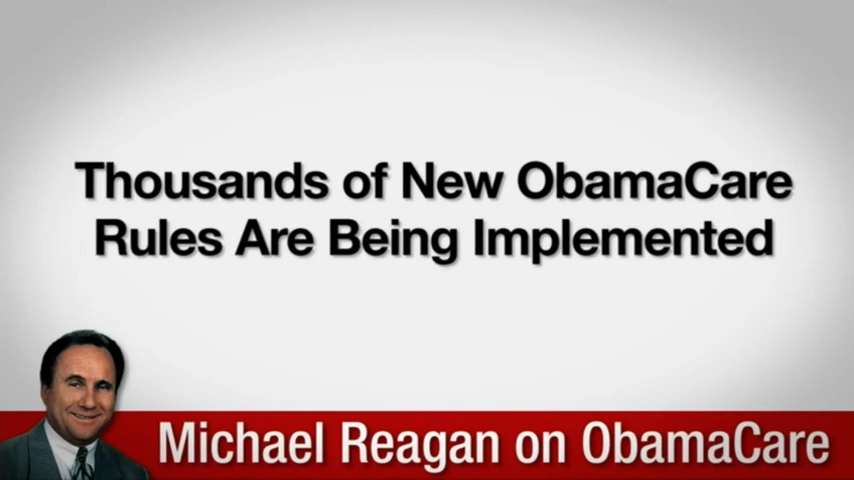 Thousands of New ObamaCare
Rules Are Being Implemented
Michael Reagan on ObamaCare